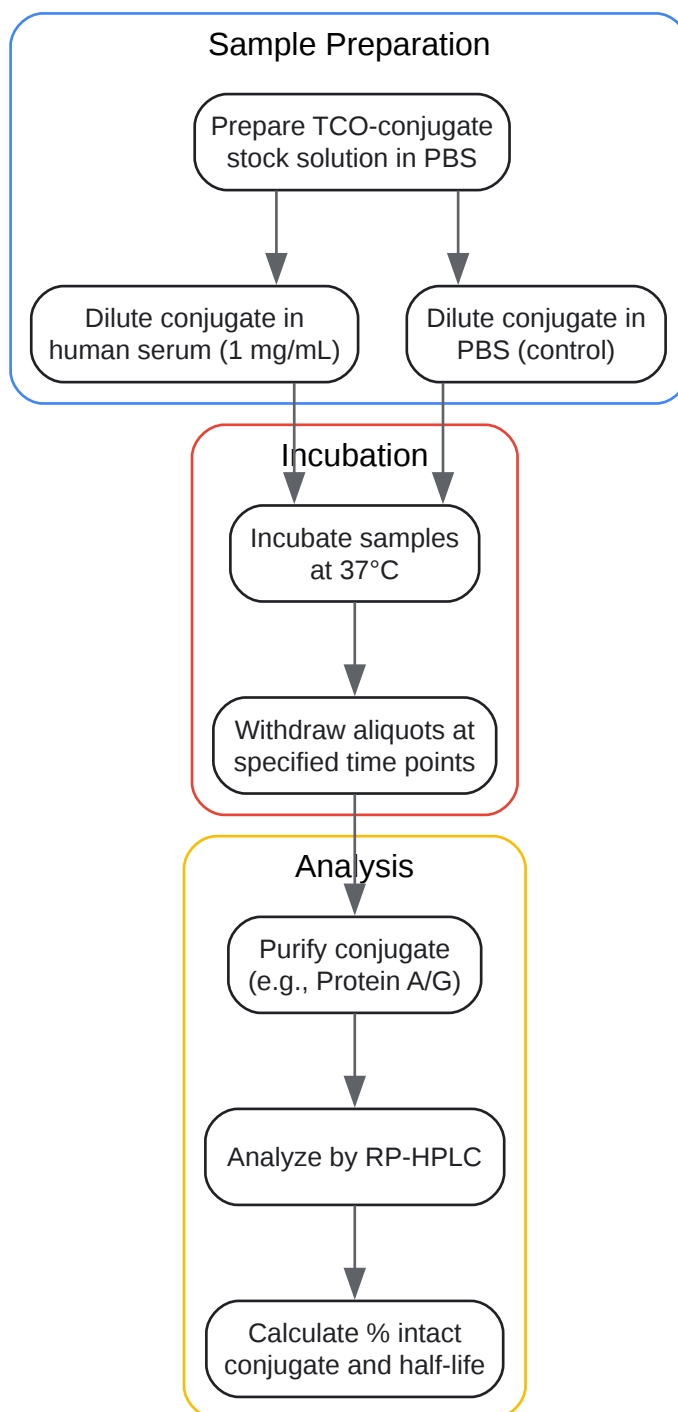 Sample Preparation
Prepare TCO-conjugate
stock solution in PBS
Dilute conjugate in
human serum (1 mg/mL)
Dilute conjugate in
PBS (control)
Incubation
Incubate samples
at 37°C
Withdraw aliquots at
specified time points
Analysis
Purify conjugate
(e.g., Protein A/G)
Analyze by RP-HPLC
Calculate % intact
conjugate and half-life